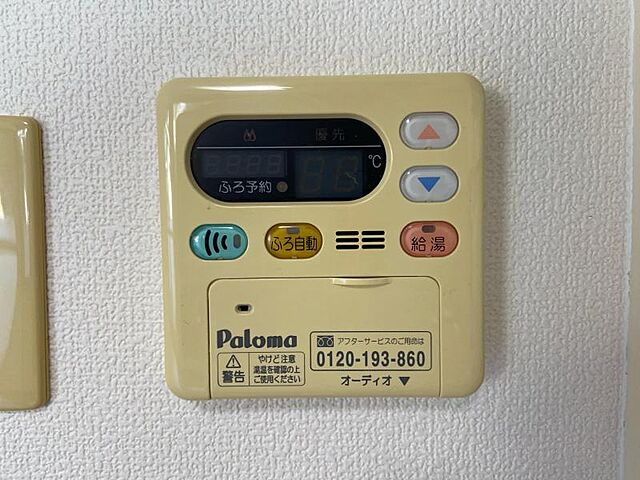 優先
℃
ふろ予約
ふろ自動
給湯
Paloma
アフターサービスのご用命は
0120-193-860
警告
やけど注意
湯温を確認の上
ご使用ください
オーディオ ▼